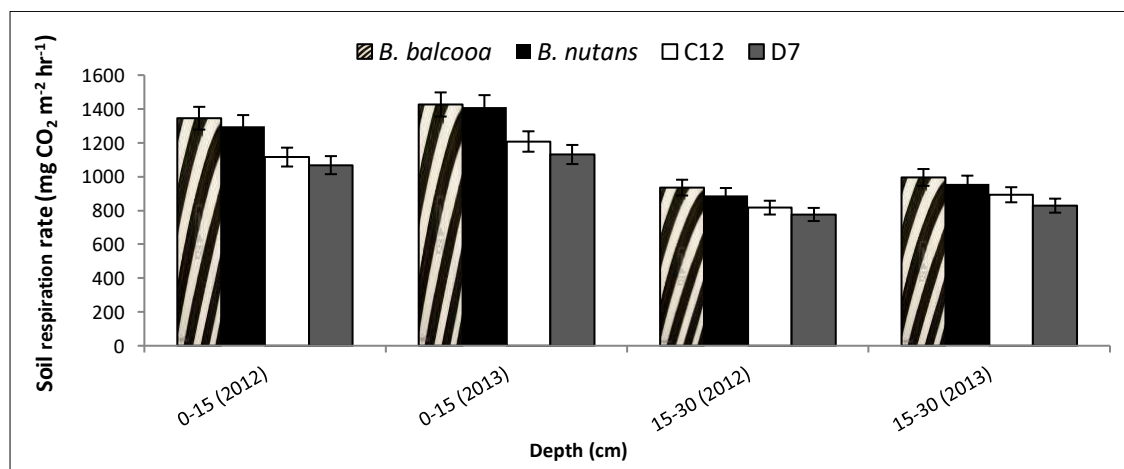 B. balcooa B. nutans C12 D7
Soil respiration rate (mg CO₂ m⁻² hr⁻¹)
1600
1400
1200
1000
800
600
400
200
0
0-15 (2012) 0-15 (2013) 15-30 (2012) 15-30 (2013)
Depth (cm)